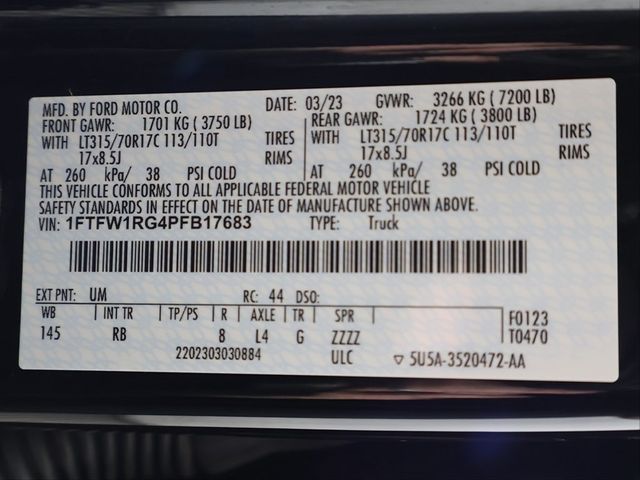 MFD. BY FORD MOTOR CO. DATE: 03/23 GVWR: 3266 KG ( 7200 LB)
FRONT GAWR: 1701 KG ( 3750 LB) REAR GAWR: 1724 KG ( 3800 LB)
WITH LT315/70R17C 113/110T TIRES WITH LT315/70R17C 113/110T TIRES
17x8.5J RIMS 17x8.5J RIMS
AT 260 kPa/ 38 PSI COLD AT 260 kPa/ 38 PSI COLD
THIS VEHICLE CONFORMS TO ALL APPLICABLE FEDERAL MOTOR VEHICLE
SAFETY STANDARDS IN EFFECT ON THE DATE OF MANUFACTURE SHOWN ABOVE.
VIN: 1FTFW1RG4PFB17683 TYPE: Truck
EXT PNT: UM RC: 44 DSO:
WB INT TR TP/PS R AXLE TR SPR F0123
145 RB 8 L4 G ZZZZ T0470
2202303030884 ULC ▽ 5U5A-3520472-AA